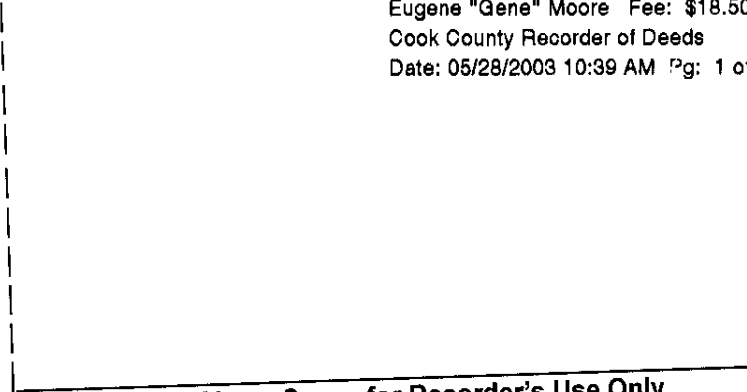 Eugene "Gene" Moore Fee: $18.50
Cook County Recorder of Deeds
Date: 05/28/2003 10:39 AM Pg: 1 of
for Recorder's Use Only